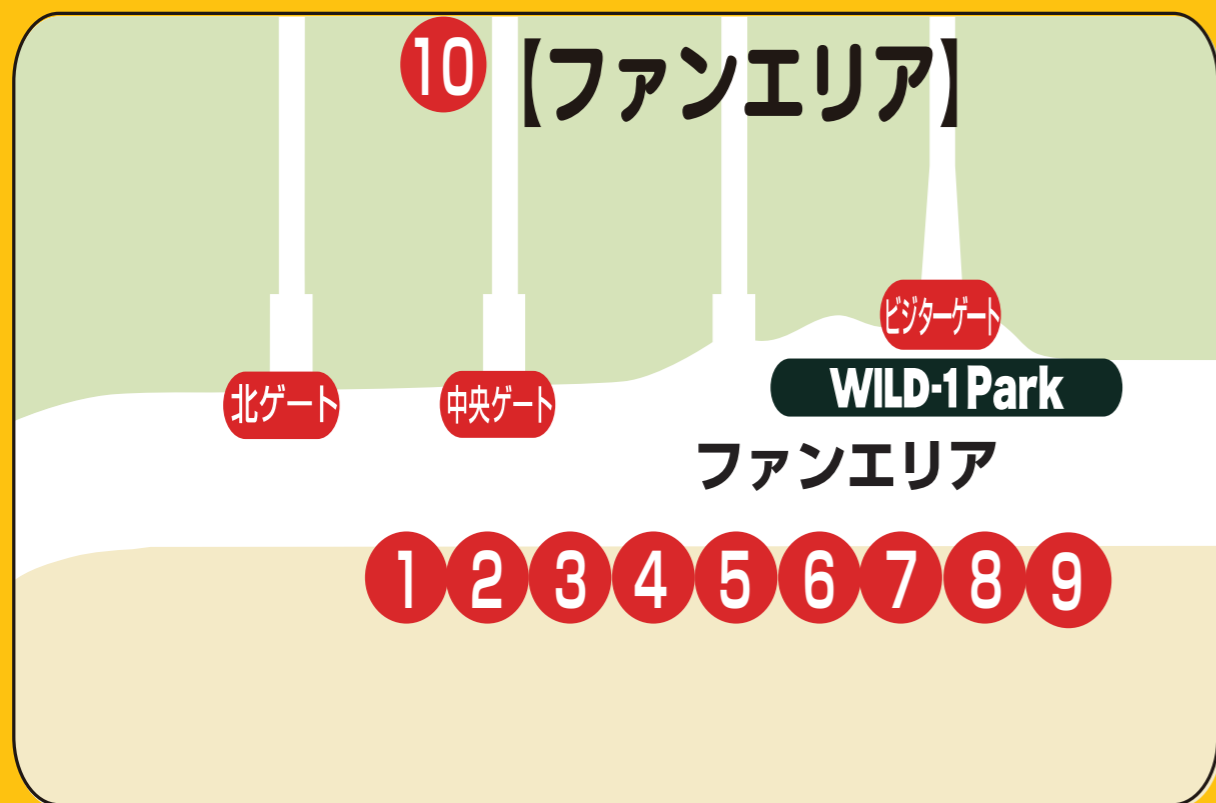 10 【ファンエリア】
ビジターゲート
北ゲート
中央ゲート
WILD-1 Park
ファンエリア
1 2 3 4 5 6 7 8 9